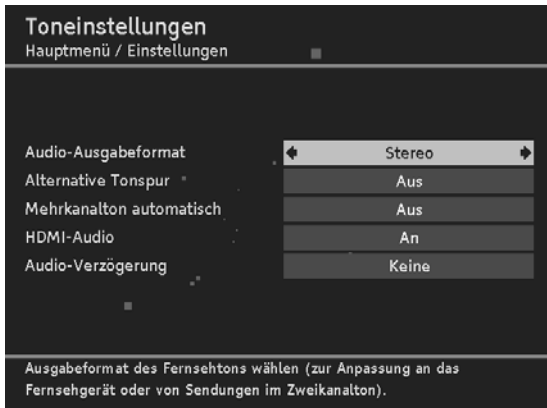 Toneinstellungen
Hauptmenü / Einstellungen
Audio-Ausgabeformat Stereo
Alternative Tonspur Aus
Mehrkanalton automatisch Aus
HDMI-Audio An
Audio-Verzögerung Keine
Ausgabeformat des Fernsehtons wählen (zur Anpassung an das
Fernsehgerät oder von Sendungen im Zweikanalton).